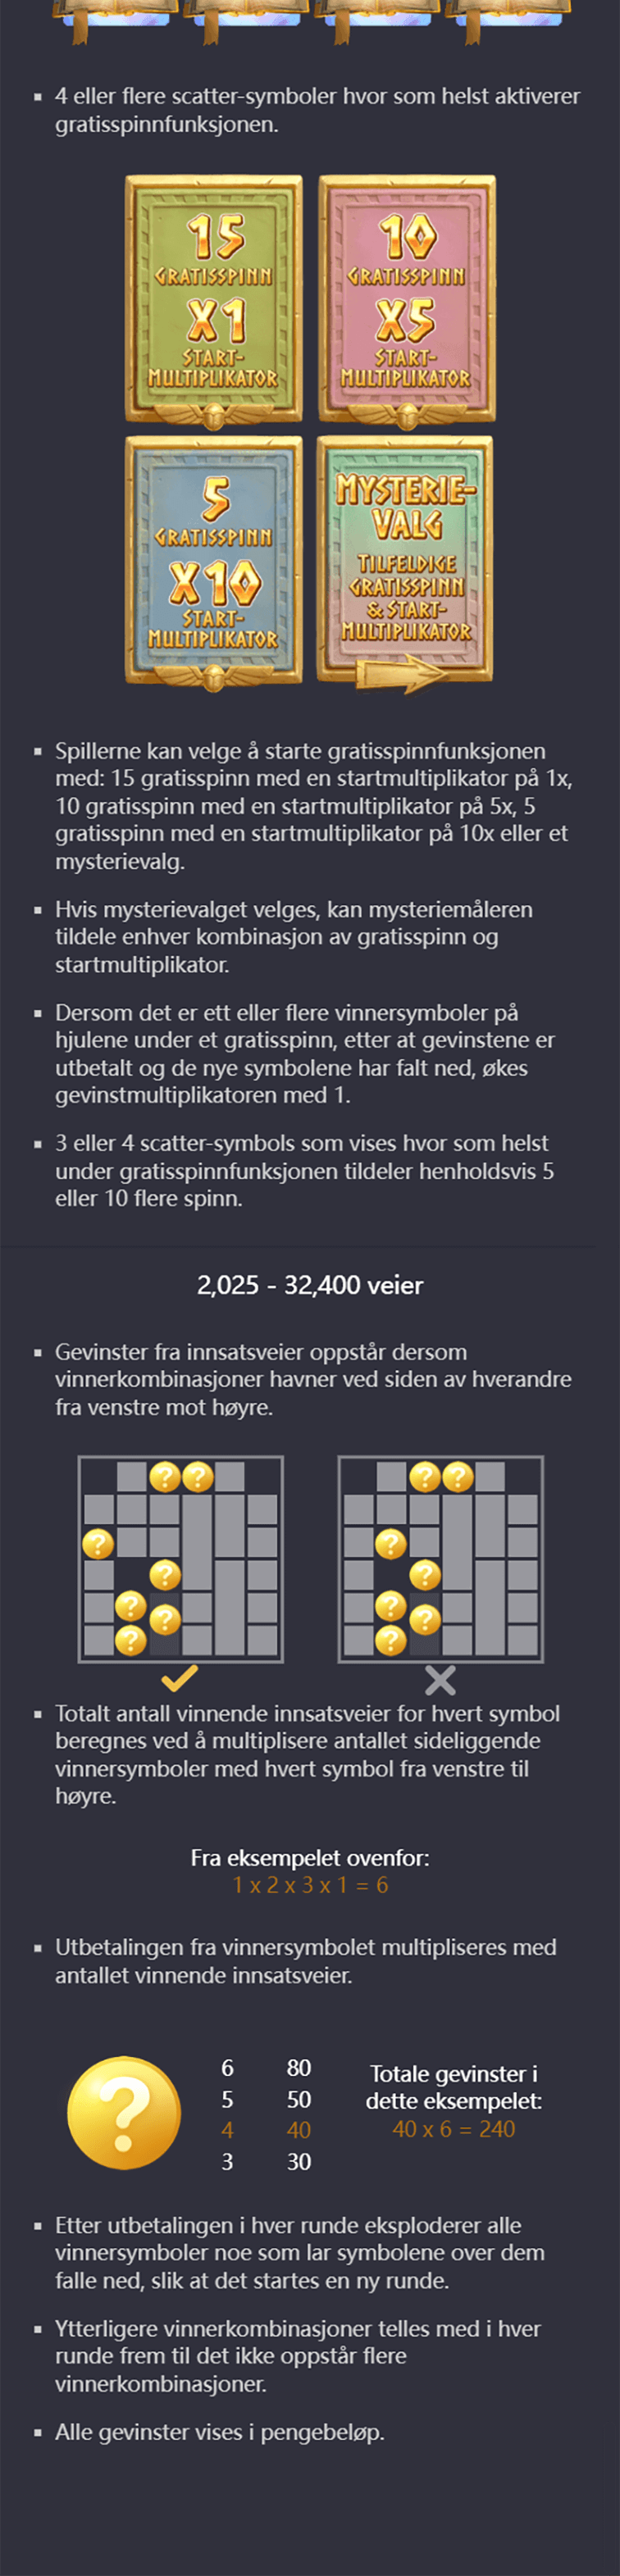 4 eller flere scatter-symboler hvor som helst aktiverer
gratisspinnfunksjonen.
15
GRATISSPINN
X1
START-
MULTIPLIKATOR
10
GRATISSPINN
X5
START-
MULTIPLIKATOR
5
GRATISSPINN
X10
START-
MULTIPLIKATOR
MYSTERIE-
VALG
TILFELDIGE
GRATISSPINN
& START-
MULTIPLIKATOR
Spillerne kan velge å starte gratisspinnfunksjonen
med: 15 gratisspinn med en startmultiplikator på 1x,
10 gratisspinn med en startmultiplikator på 5x, 5
gratisspinn med en startmultiplikator på 10x eller et
mysterievalg.
Hvis mysterievalget velges, kan mysteriemåleren
tildele enhver kombinasjon av gratisspinn og
startmultiplikator.
Dersom det er ett eller flere vinnersymboler på
hjulene under et gratisspinn, etter at gevinstene er
utbetalt og de nye symbolene har falt ned, økes
gevinstmultiplikatoren med 1.
3 eller 4 scatter-symbols som vises hvor som helst
under gratisspinnfunksjonen tildeler henholdsvis 5
eller 10 flere spinn.
2,025 - 32,400 veier
Gevinster fra innsatsveier oppstår dersom
vinnerkombinasjoner havner ved siden av hverandre
fra venstre mot høyre.
? ? ? ?
? ?
? ?
? ?
? ?
? ?
? ?
Totalt antall vinnende innsatsveier for hvert symbol
beregnes ved å multiplisere antallet sideliggende
vinnersymboler med hvert symbol fra venstre til
høyre.
Fra eksempelet ovenfor:
1 x 2 x 3 x 1 = 6
Utbetalingen fra vinnersymbolet multipliseres med
antallet vinnende innsatsveier.
?
6 80
5 50
4 40
3 30
Totale gevinster i
dette eksempelet:
40 x 6 = 240
Etter utbetalingen i hver runde eksploderer alle
vinnersymboler noe som lar symbolene over dem
falle ned, slik at det startes en ny runde.
Ytterligere vinnerkombinasjoner telles med i hver
runde frem til det ikke oppstår flere
vinnerkombinasjoner.
Alle gevinster vises i pengebeløp.